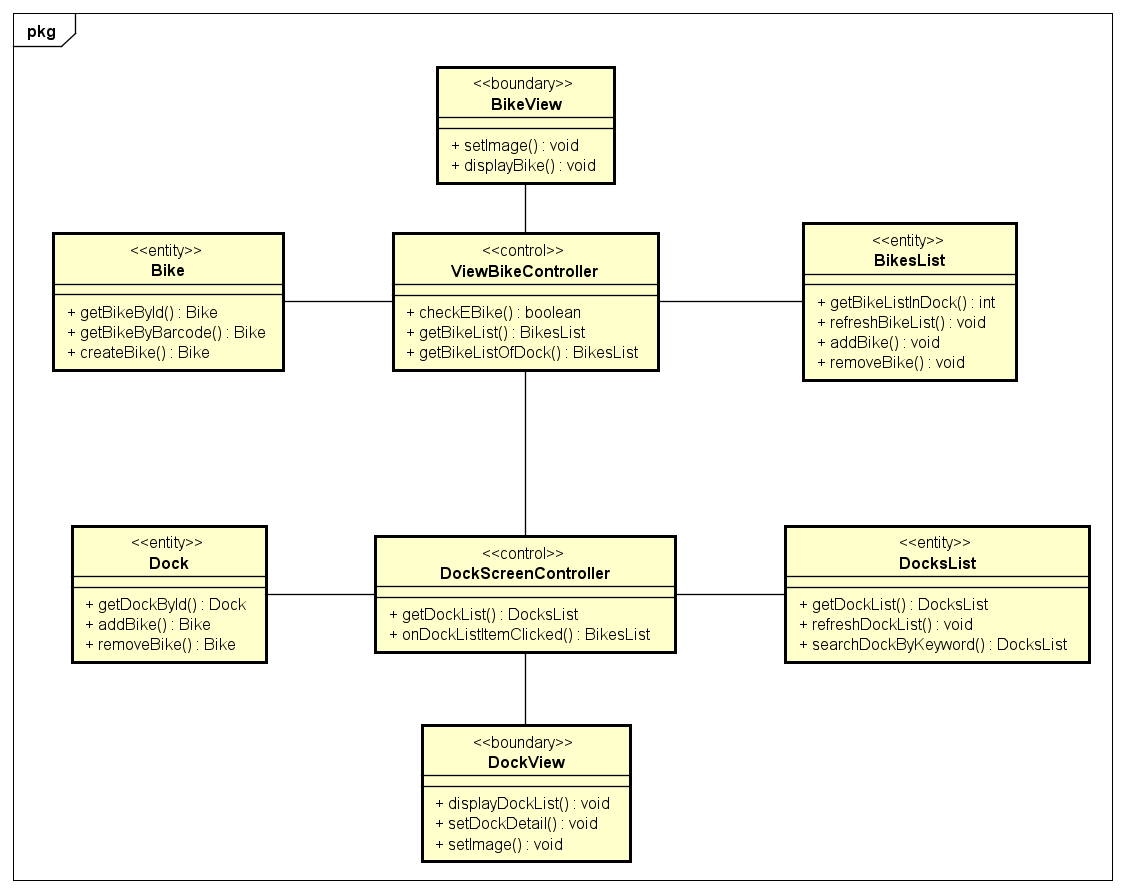 pkg
<<boundary>>
BikeView
+ setImage() : void
+ displayBike() : void
<<entity>>
Bike
+ getBikeById() : Bike
+ getBikeByBarcode() : Bike
+ createBike() : Bike
<<control>>
ViewBikeController
+ checkEBike() : boolean
+ getBikeList() : BikesList
+ getBikeListOfDock() : BikesList
<<entity>>
BikesList
+ getBikeListInDock() : int
+ refreshBikeList() : void
+ addBike() : void
+ removeBike() : void
<<entity>>
Dock
+ getDockById() : Dock
+ addBike() : Bike
+ removeBike() : Bike
<<control>>
DockScreenController
+ getDockList() : DocksList
+ onDockListItemClicked() : BikesList
<<entity>>
DocksList
+ getDockList() : DocksList
+ refreshDockList() : void
+ searchDockByKeyword() : DocksList
<<boundary>>
DockView
+ displayDockList() : void
+ setDockDetail() : void
+ setImage() : void